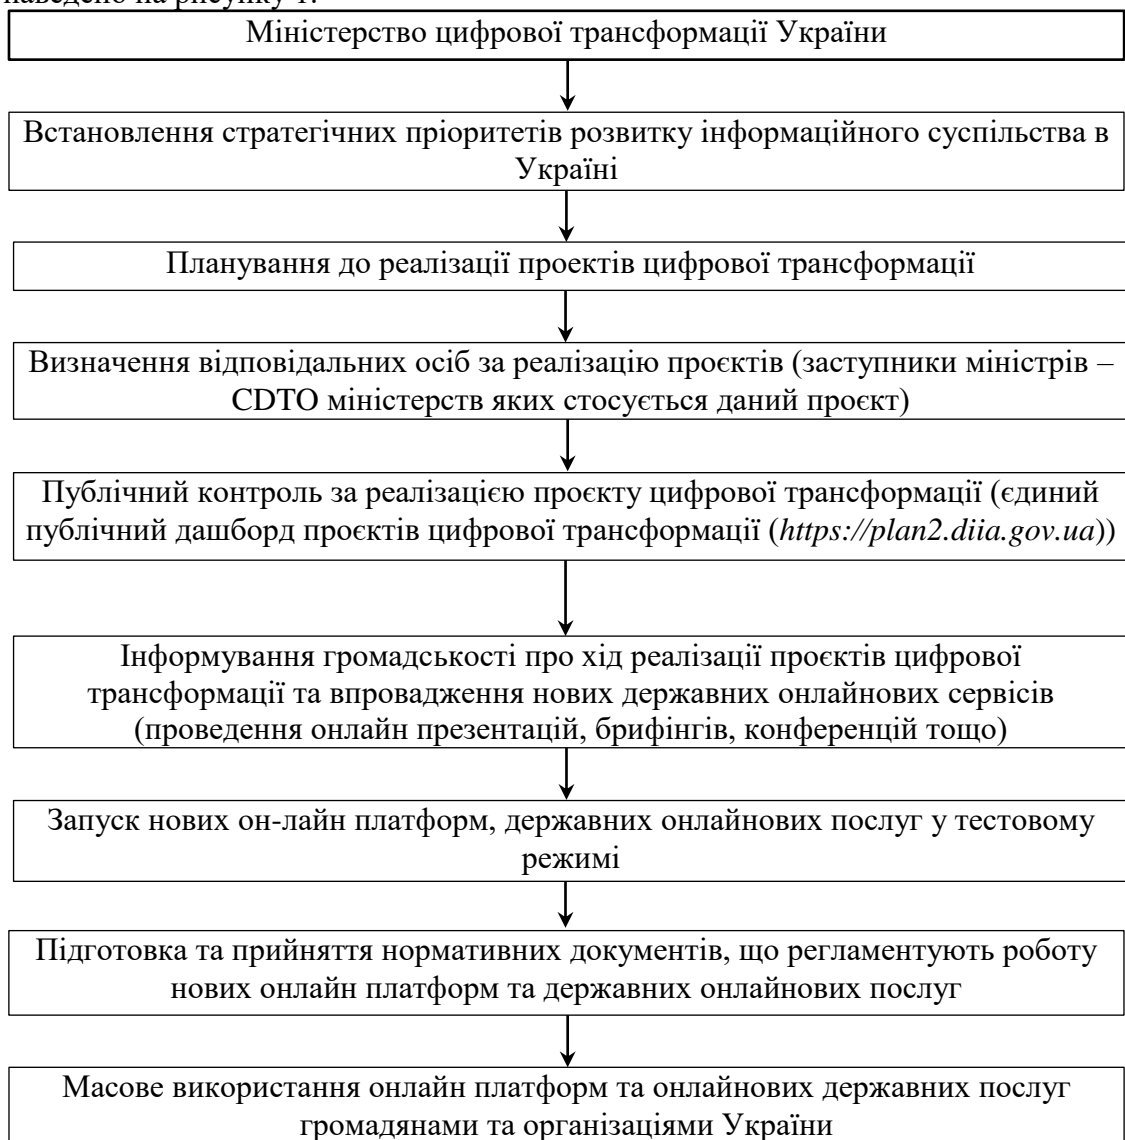 наведено на рисунку 1.
Міністерство цифрової трансформації України
Встановлення стратегічних пріоритетів розвитку інформаційного суспільства в
Україні
Планування до реалізації проектів цифрової трансформації
Визначення відповідальних осіб за реалізацію проєктів (заступники міністрів –
CDTO міністерств яких стосується даний проєкт)
Публічний контроль за реалізацією проєкту цифрової трансформації (єдиний
публічний дашборд проєктів цифрової трансформації (https://plan2.diia.gov.ua))
Інформування громадськості про хід реалізації проєктів цифрової
трансформації та впровадження нових державних онлайнових сервісів
(проведення онлайн презентацій, брифінгів, конференцій тощо)
Запуск нових он-лайн платформ, державних онлайнових послуг у тестовому
режимі
Підготовка та прийняття нормативних документів, що регламентують роботу
нових онлайн платформ та державних онлайнових послуг
Масове використання онлайн платформ та онлайнових державних послуг
громадянами та організаціями України